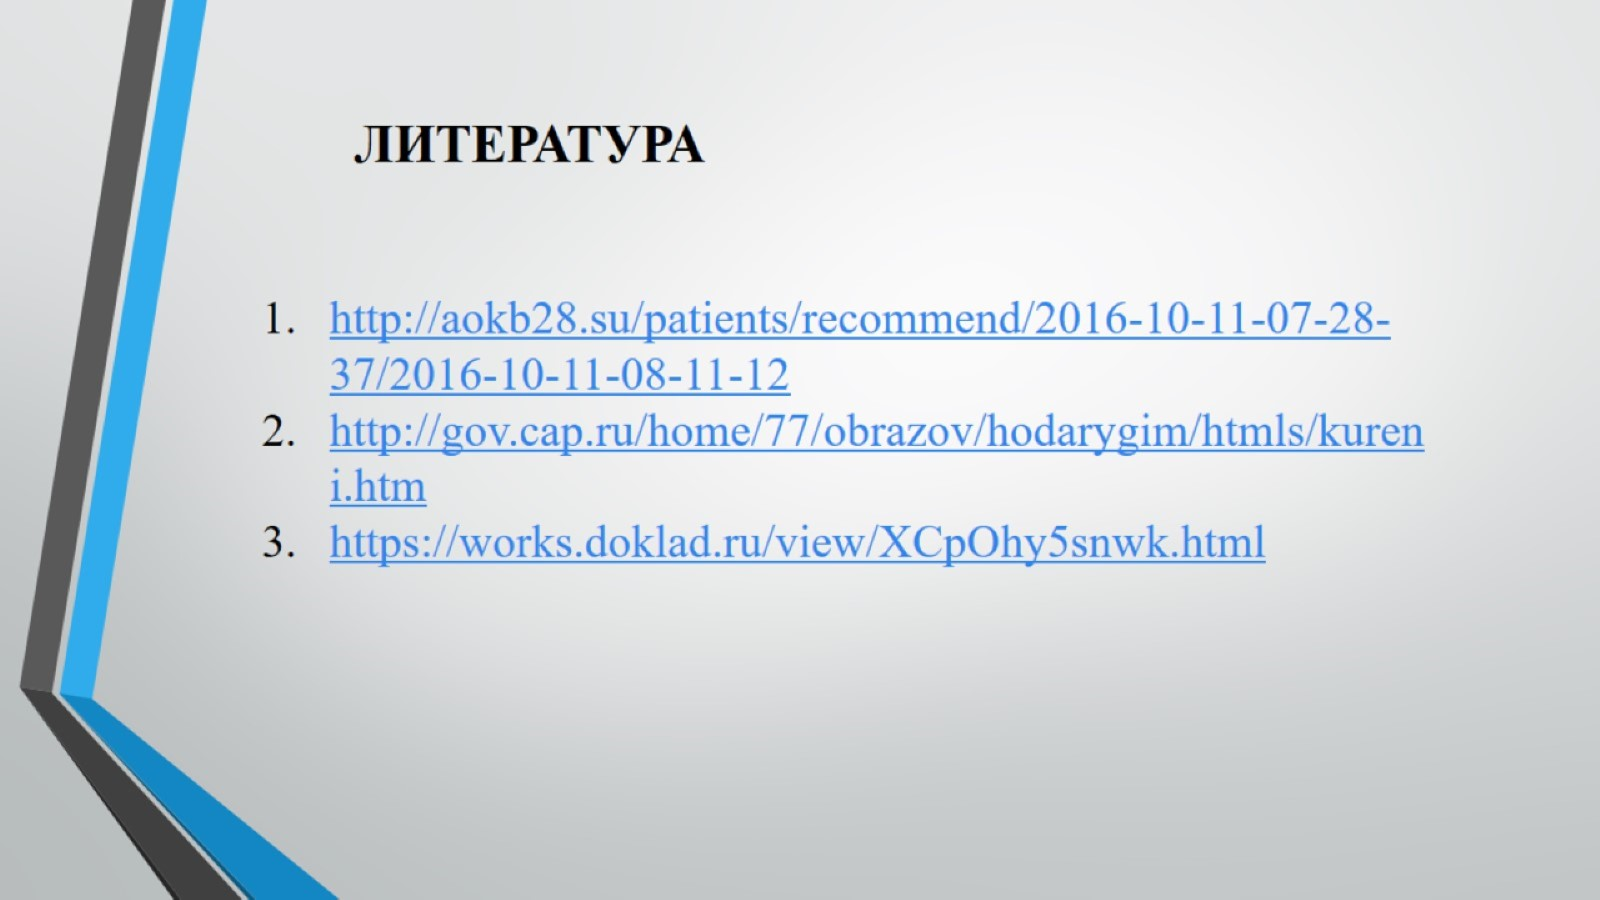 ЛИТЕРАТУРА
1. http://aokb28.su/patients/recommend/2016-10-11-07-28-
37/2016-10-11-08-11-12
2. http://gov.cap.ru/home/77/obrazov/hodarygim/htmls/kuren
i.htm
3. https://works.doklad.ru/view/XCpOhy5snwk.html